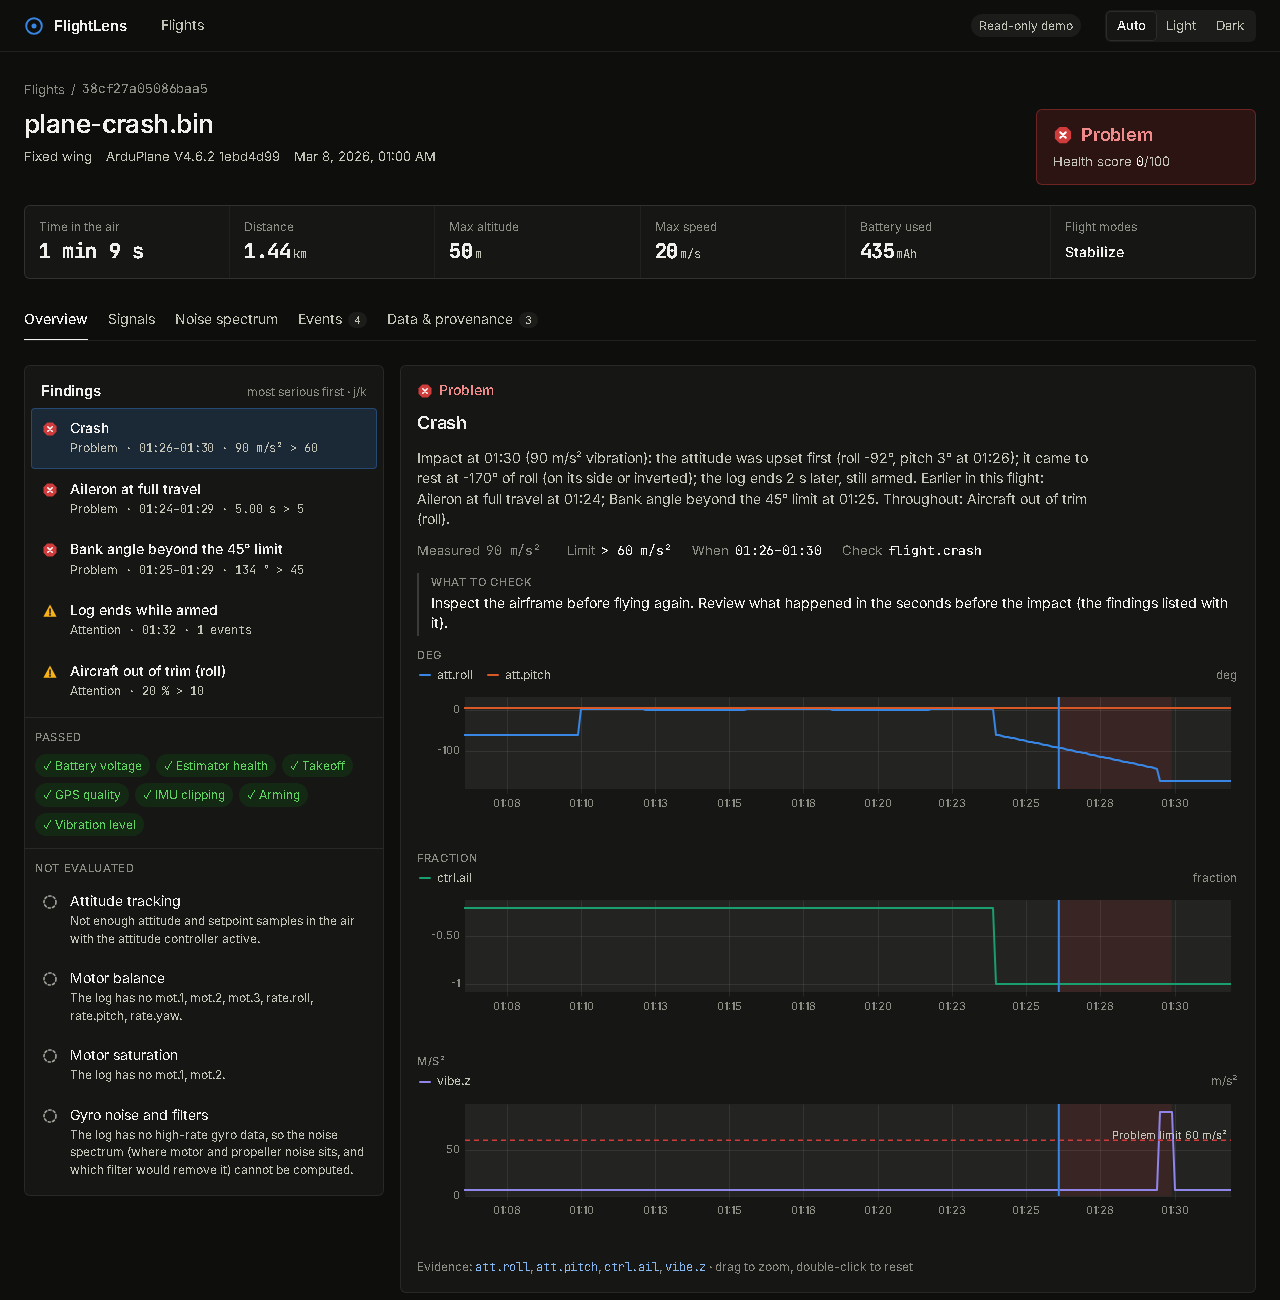 FlightLens Flights Read-only demo Auto Light Dark
Flights / 38cf27a05086baa5
plane-crash.bin
Fixed wing ArduPlane V4.6.2 1ebd4d99 Mar 8, 2026, 01:00 AM
Problem
Health score 0/100
Time in the air
1 min 9 s
Distance
1.44 km
Max altitude
50 m
Max speed
20 m/s
Battery used
435 mAh
Flight modes
Stabilize
Overview Signals Noise spectrum Events 4 Data & provenance 3
Findings most serious first · j/k
Crash
Problem · 01:26–01:30 · 90 m/s² > 60
Aileron at full travel
Problem · 01:24–01:29 · 5.00 s > 5
Bank angle beyond the 45° limit
Problem · 01:25–01:29 · 134 ° > 45
Log ends while armed
Attention · 01:32 · 1 events
Aircraft out of trim (roll)
Attention · 20 % > 10
PASSED
✓ Battery voltage ✓ Estimator health ✓ Takeoff
✓ GPS quality ✓ IMU clipping ✓ Arming
✓ Vibration level
NOT EVALUATED
Attitude tracking
Not enough attitude and setpoint samples in the air
with the attitude controller active.
Motor balance
The log has no mot.1, mot.2, mot.3, rate.roll,
rate.pitch, rate.yaw.
Motor saturation
The log has no mot.1, mot.2.
Gyro noise and filters
The log has no high-rate gyro data, so the noise
spectrum (where motor and propeller noise sits, and
which filter would remove it) cannot be computed.
Problem
Crash
Impact at 01:30 (90 m/s² vibration): the attitude was upset first (roll -92°, pitch 3° at 01:26); it came to
rest at -170° of roll (on its side or inverted); the log ends 2 s later, still armed. Earlier in this flight:
Aileron at full travel at 01:24; Bank angle beyond the 45° limit at 01:25. Throughout: Aircraft out of trim
(roll).
Measured 90 m/s² Limit > 60 m/s² When 01:26–01:30 Check flight.crash
WHAT TO CHECK
Inspect the airframe before flying again. Review what happened in the seconds before the impact (the findings listed with
it).
DEG
att.roll att.pitch deg
0
-100
01:08 01:10 01:13 01:15 01:18 01:20 01:23 01:25 01:28 01:30
FRACTION
ctrl.ail fraction
-0.50
-1
01:08 01:10 01:13 01:15 01:18 01:20 01:23 01:25 01:28 01:30
M/S²
vibe.z m/s²
Problem limit 60 m/s²
50
0
01:08 01:10 01:13 01:15 01:18 01:20 01:23 01:25 01:28 01:30
Evidence: att.roll, att.pitch, ctrl.ail, vibe.z · drag to zoom, double-click to reset